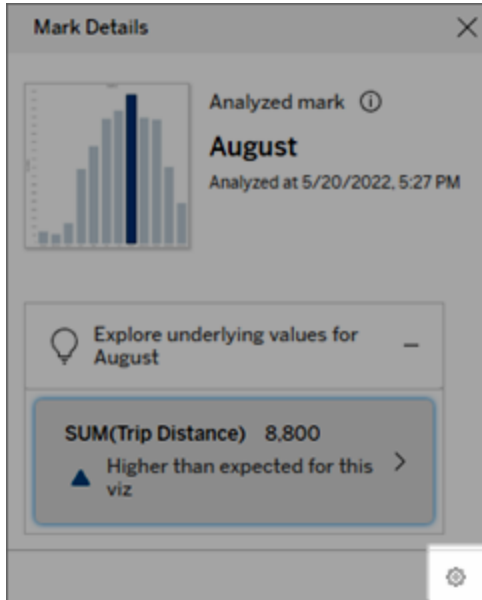 Mark Details
Analyzed mark
August
Analyzed at 5/20/2022, 5:27 PM
Explore underlying values for
August
SUM(Trip Distance) 8,800
Higher than expected for this
viz